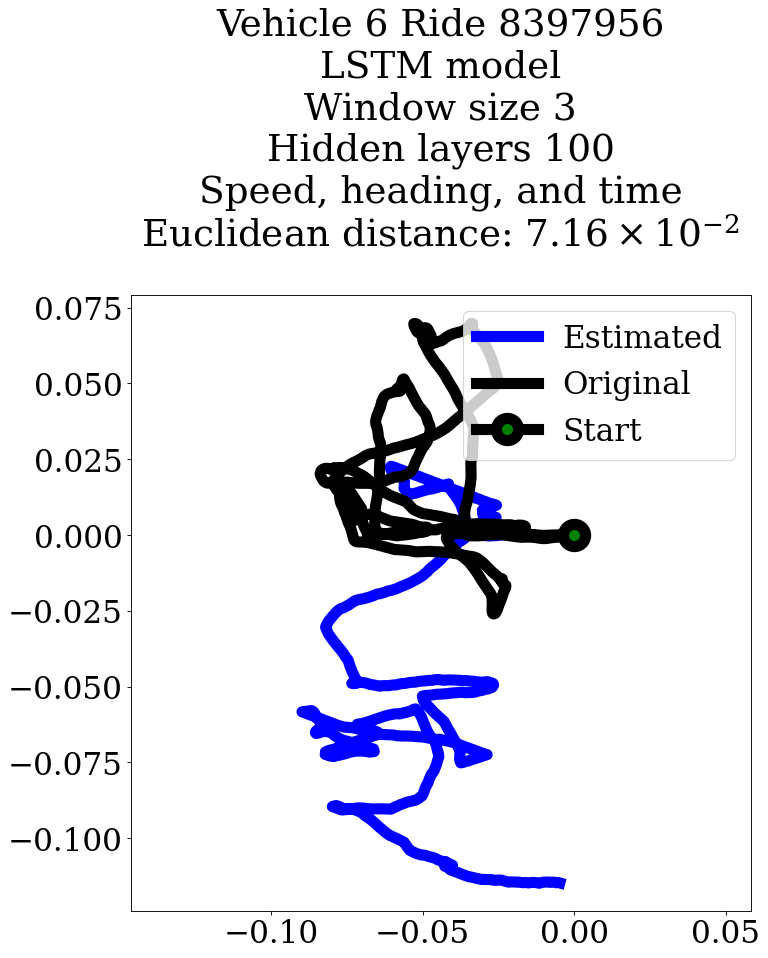 Vehicle 6 Ride 8397956
LSTM model
Window size 3
Hidden layers 100
Speed, heading, and time
Euclidean distance: 7.16 × 10⁻²
Estimated
Original
Start
0.075
0.050
0.025
0.000
−0.025
−0.050
−0.075
−0.100
−0.10 −0.05 0.00 0.05